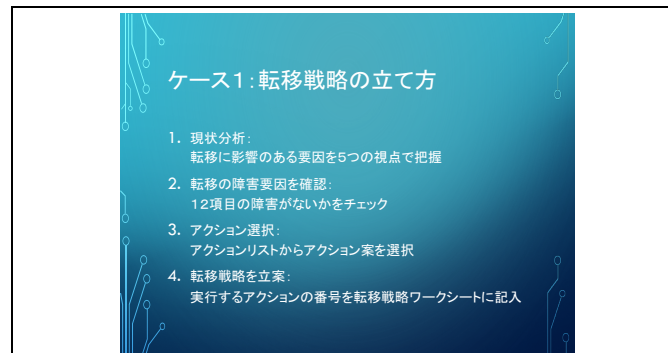 ケース1：転移戦略の立て方
1. 現状分析：
転移に影響のある要因を5つの視点で把握
2. 転移の障害要因を確認：
12項目の障害がないかをチェック
3. アクション選択：
アクションリストからアクション案を選択
4. 転移戦略を立案：
実行するアクションの番号を転移戦略ワークシートに記入